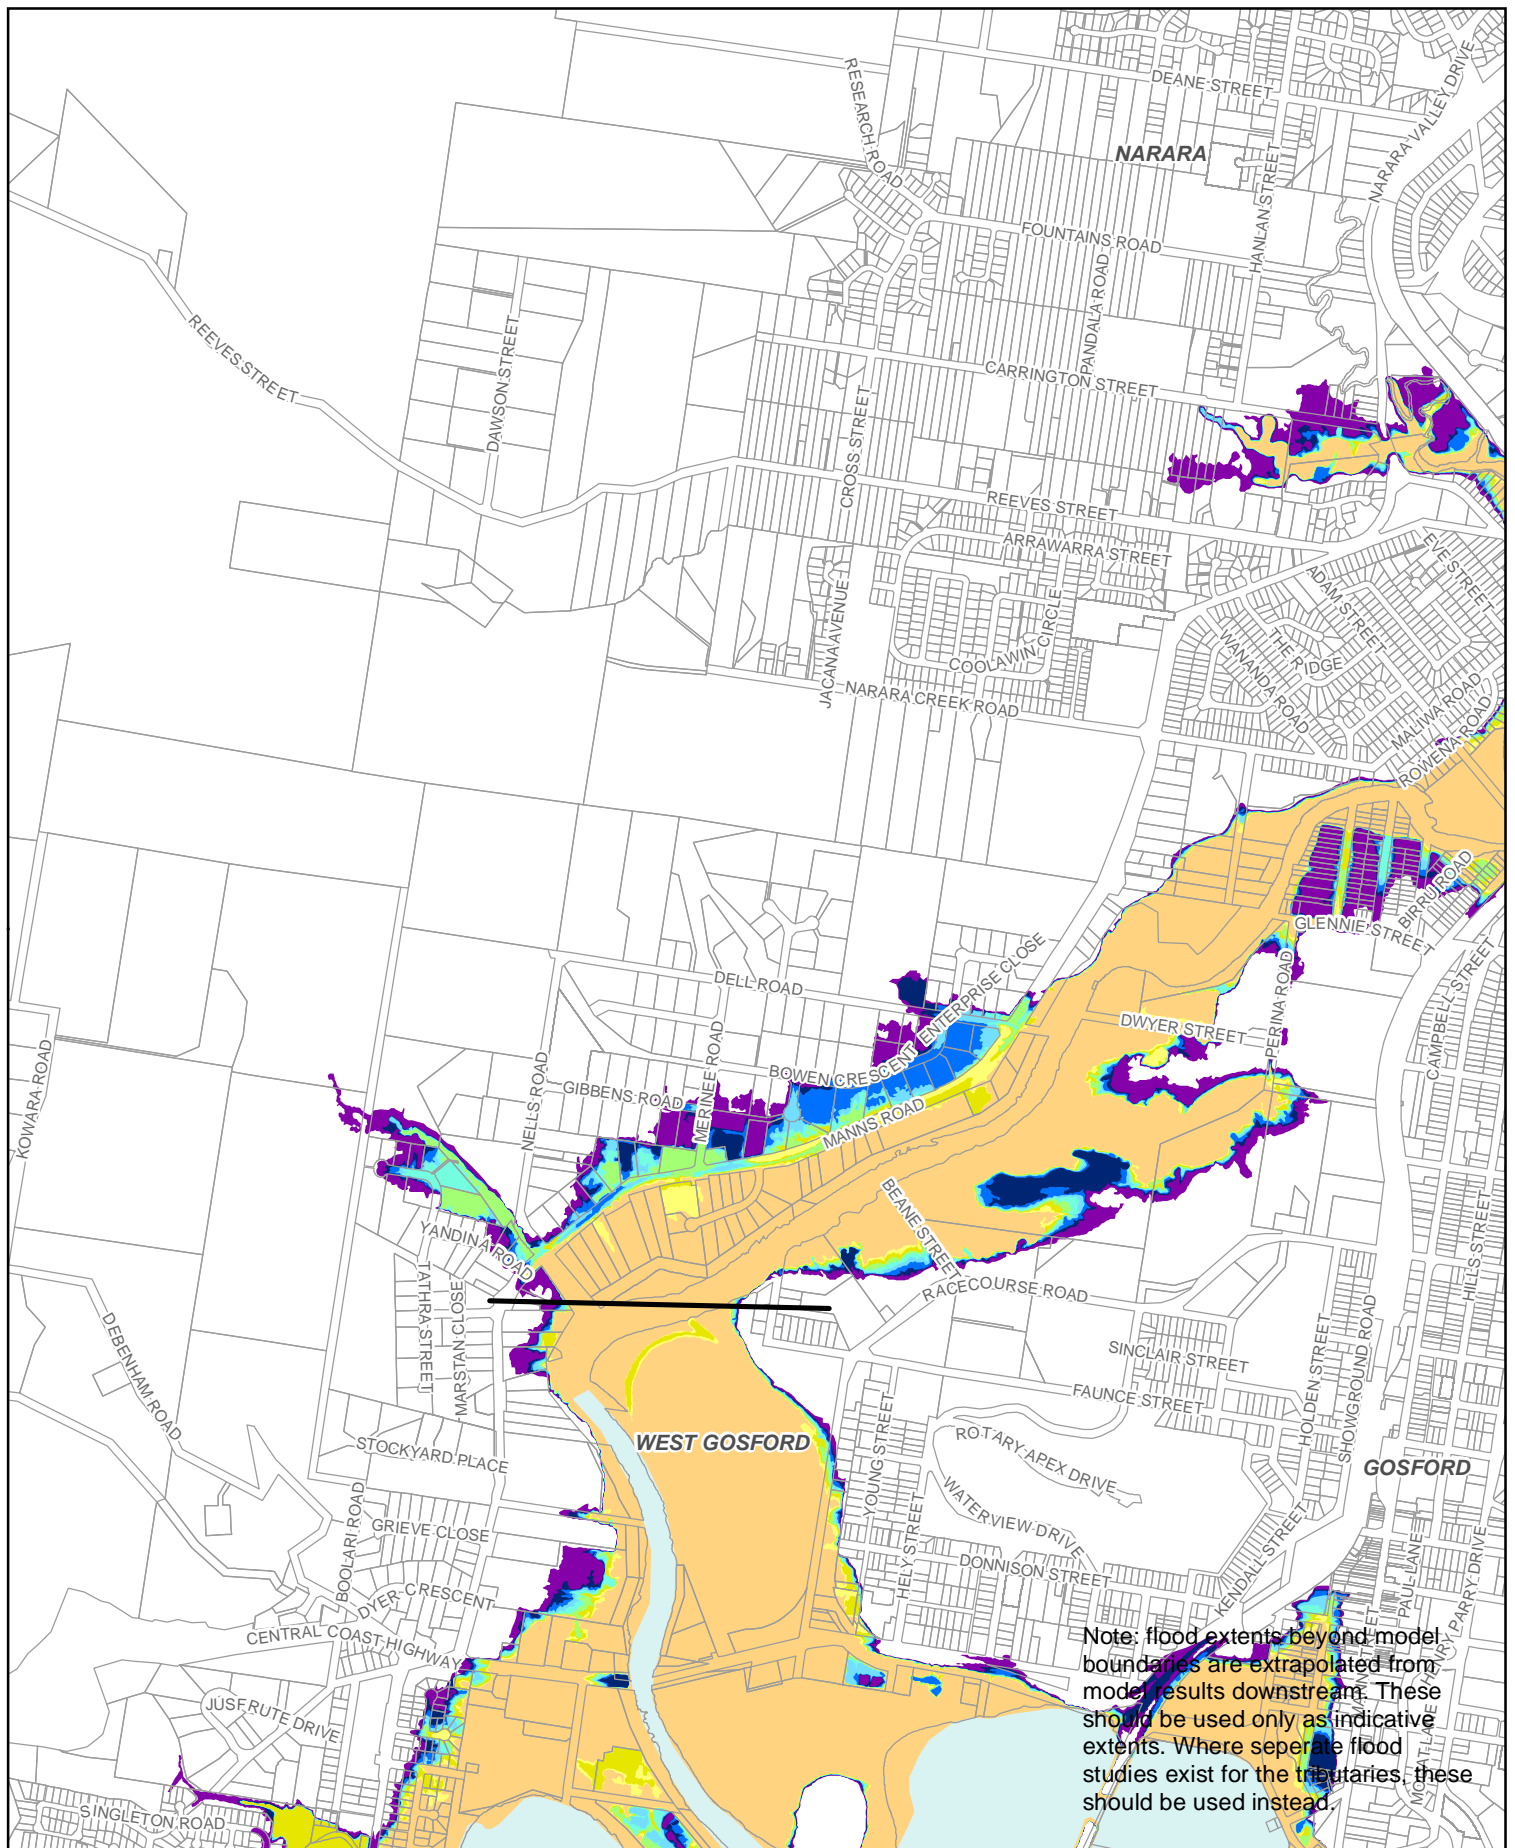 DEANE STREET
RESEARCH ROAD
NARARA VALLEY DRIVE
NARARA
HANLAN STREET
FOUNTAINS ROAD
PANDALA ROAD
REEVES STREET
DAWSON STREET
CARRINGTON STREET
CROSS STREET
REEVES STREET
ARRAWARRA STREET
EVE STREET
ADAM STREET
JACANA AVENUE
COOLAWIN CIRCLE
THE RIDGE
WANANDA ROAD
NARARA CREEK ROAD
MALIWA ROAD
ROWENA ROAD
BIRRU ROAD
GLENNIE STREET
DELL ROAD
ENTERPRISE CLOSE
PERINA ROAD
CAMPBELL STREET
DWYER STREET
KOWARA ROAD
NELLS ROAD
GIBBENS ROAD
MERINEE ROAD
BOWEN CRESCENT
MANNS ROAD
BEANE STREET
HILLS STREET
YANDINA ROAD
TATHRA STREET
MARSTAN CLOSE
RACECOURSE ROAD
DEBENHAM ROAD
SINCLAIR STREET
HOLDEN STREET
SHOWGROUND ROAD
FAUNCE STREET
WEST GOSFORD
STOCKYARD PLACE
YOUNG STREET
ROTARY APEX DRIVE
GOSFORD
BOOLARI ROAD
GRIEVE CLOSE
HELY STREET
WATERVIEW DRIVE
KENDALL STREET
DONNISON STREET
PAUL LANE
HENRY PARRY DRIVE
DYER CRESCENT
CENTRAL COAST HIGHWAY
JUSFRUTE DRIVE
SINGLETON ROAD
Note: flood extents beyond model
boundaries are extrapolated from
model results downstream. These
should be used only as indicative
extents. Where seperate flood
studies exist for the tributaries, these
should be used instead.